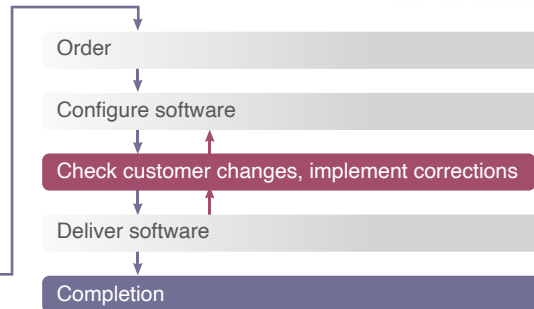 Order
Configure software
Check customer changes, implement corrections
Deliver software
Completion